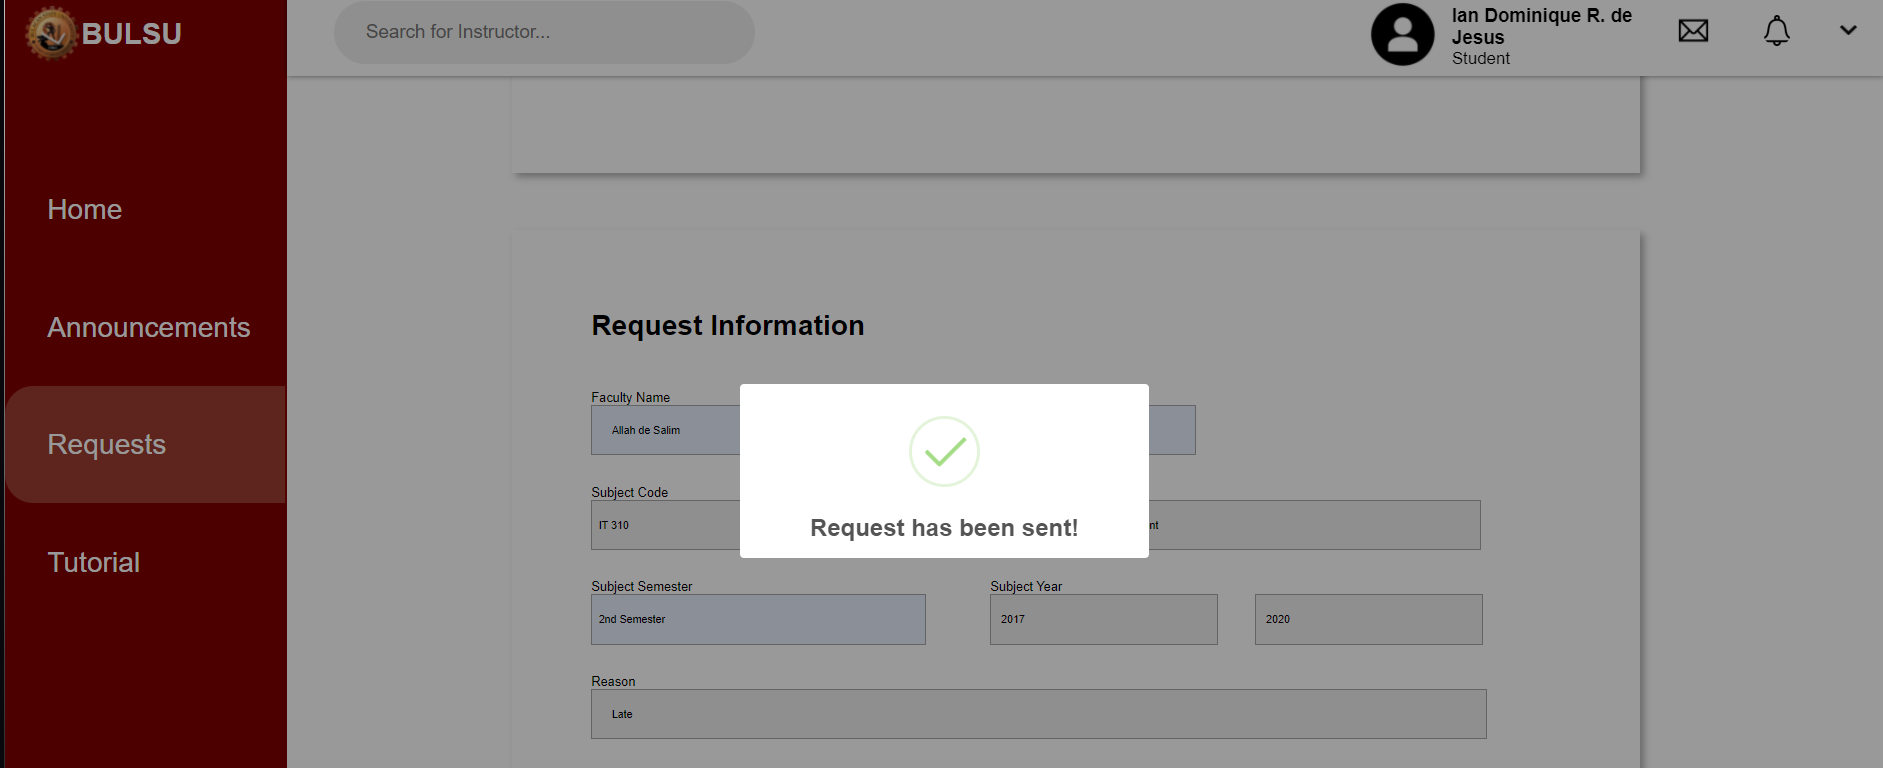 BULSU
Search for Instructor...
Ian Dominique R. de
Jesus
Student
Home
Announcements
Requests
Tutorial
Request Information
Faculty Name
Allah de Salim
Subject Code
IT 310
nt
Request has been sent!
Subject Semester
Subject Year
2nd Semester
2017
2020
Reason
Late